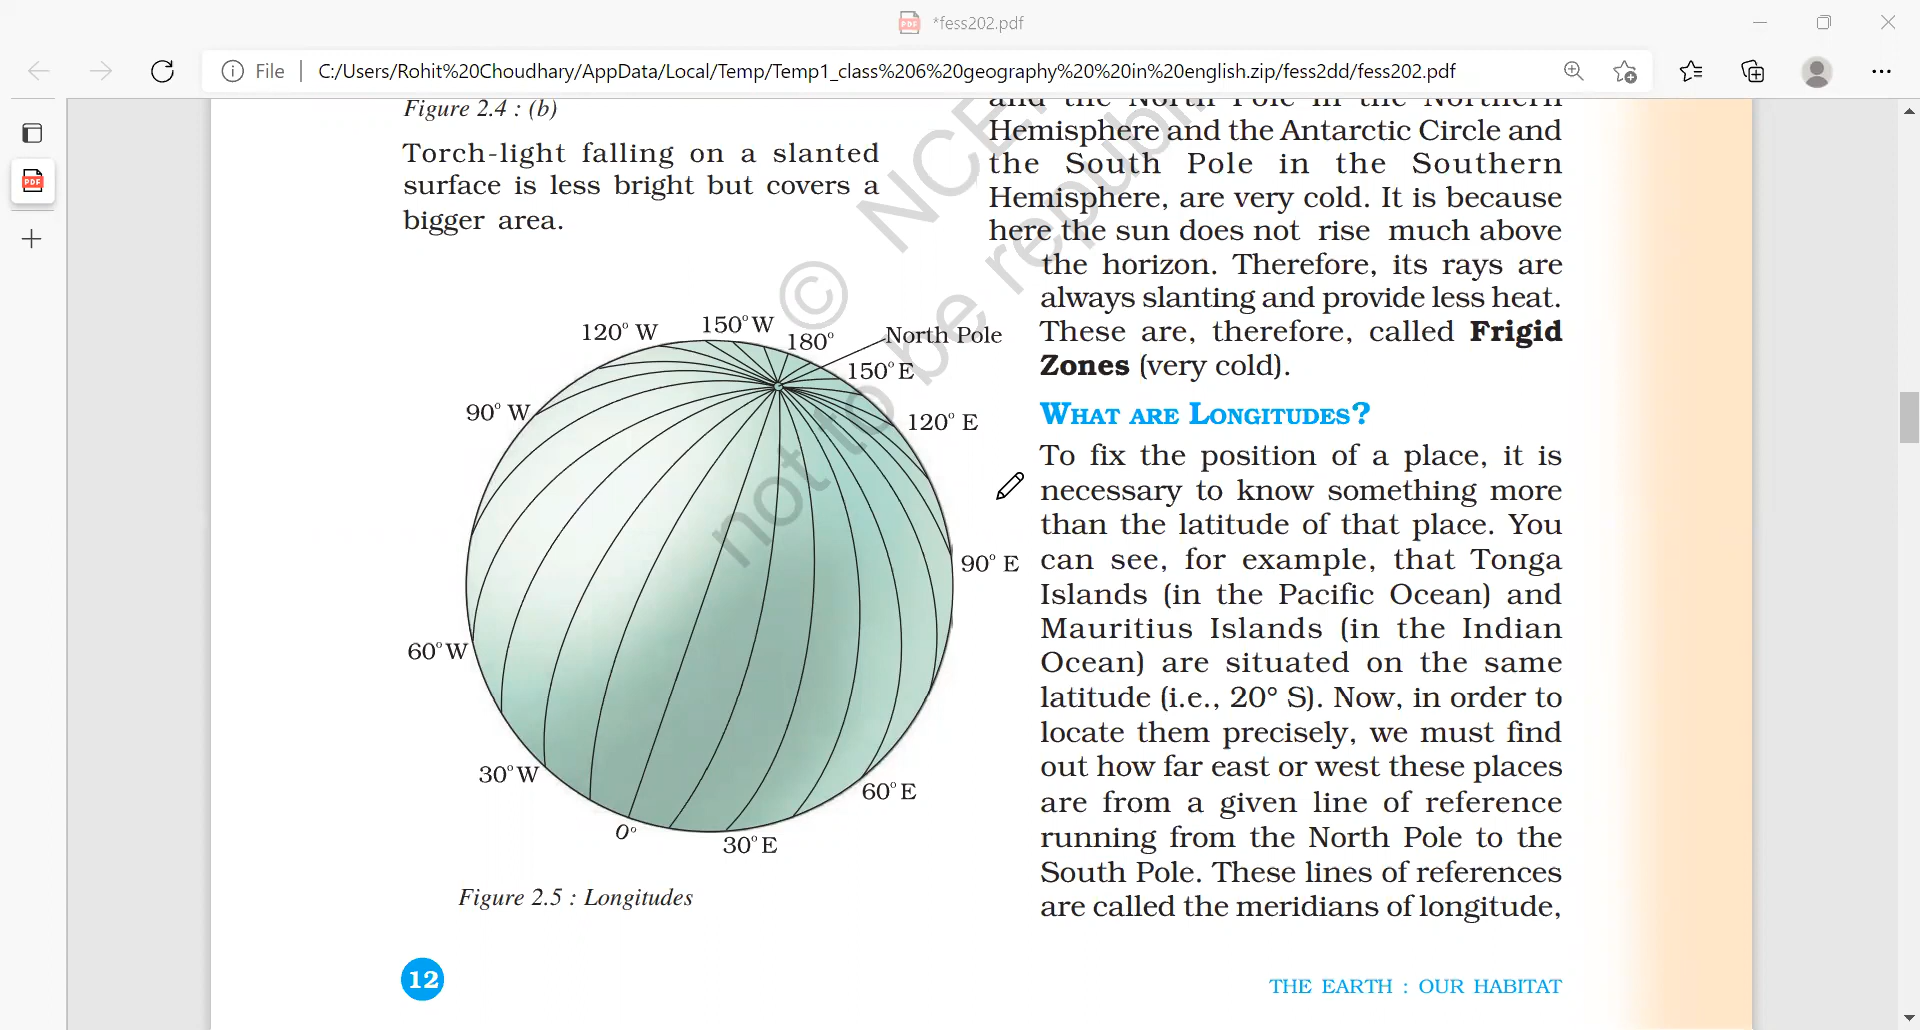 *fess202.pdf
File | C:/Users/Rohit%20Choudhary/AppData/Local/Temp/Temp1_class%206%20geography%20%20in%20english.zip/fess2dd/fess202.pdf
Figure 2.4 : (b)
Torch-light falling on a slanted
surface is less bright but covers a
bigger area.
120° W
150° W
180°
North Pole
150° E
90° W
120° E
90° E
60° W
30° W
60° E
0°
30° E
Figure 2.5 : Longitudes
12
and the North Pole in the Northern
Hemisphere and the Antarctic Circle and
the South Pole in the Southern
Hemisphere, are very cold. It is because
here the sun does not rise much above
the horizon. Therefore, its rays are
always slanting and provide less heat.
These are, therefore, called Frigid
Zones (very cold).
WHAT ARE LONGITUDES?
To fix the position of a place, it is
necessary to know something more
than the latitude of that place. You
can see, for example, that Tonga
Islands (in the Pacific Ocean) and
Mauritius Islands (in the Indian
Ocean) are situated on the same
latitude (i.e., 20° S). Now, in order to
locate them precisely, we must find
out how far east or west these places
are from a given line of reference
running from the North Pole to the
South Pole. These lines of references
are called the meridians of longitude,
THE EARTH : OUR HABITAT
©
not to be